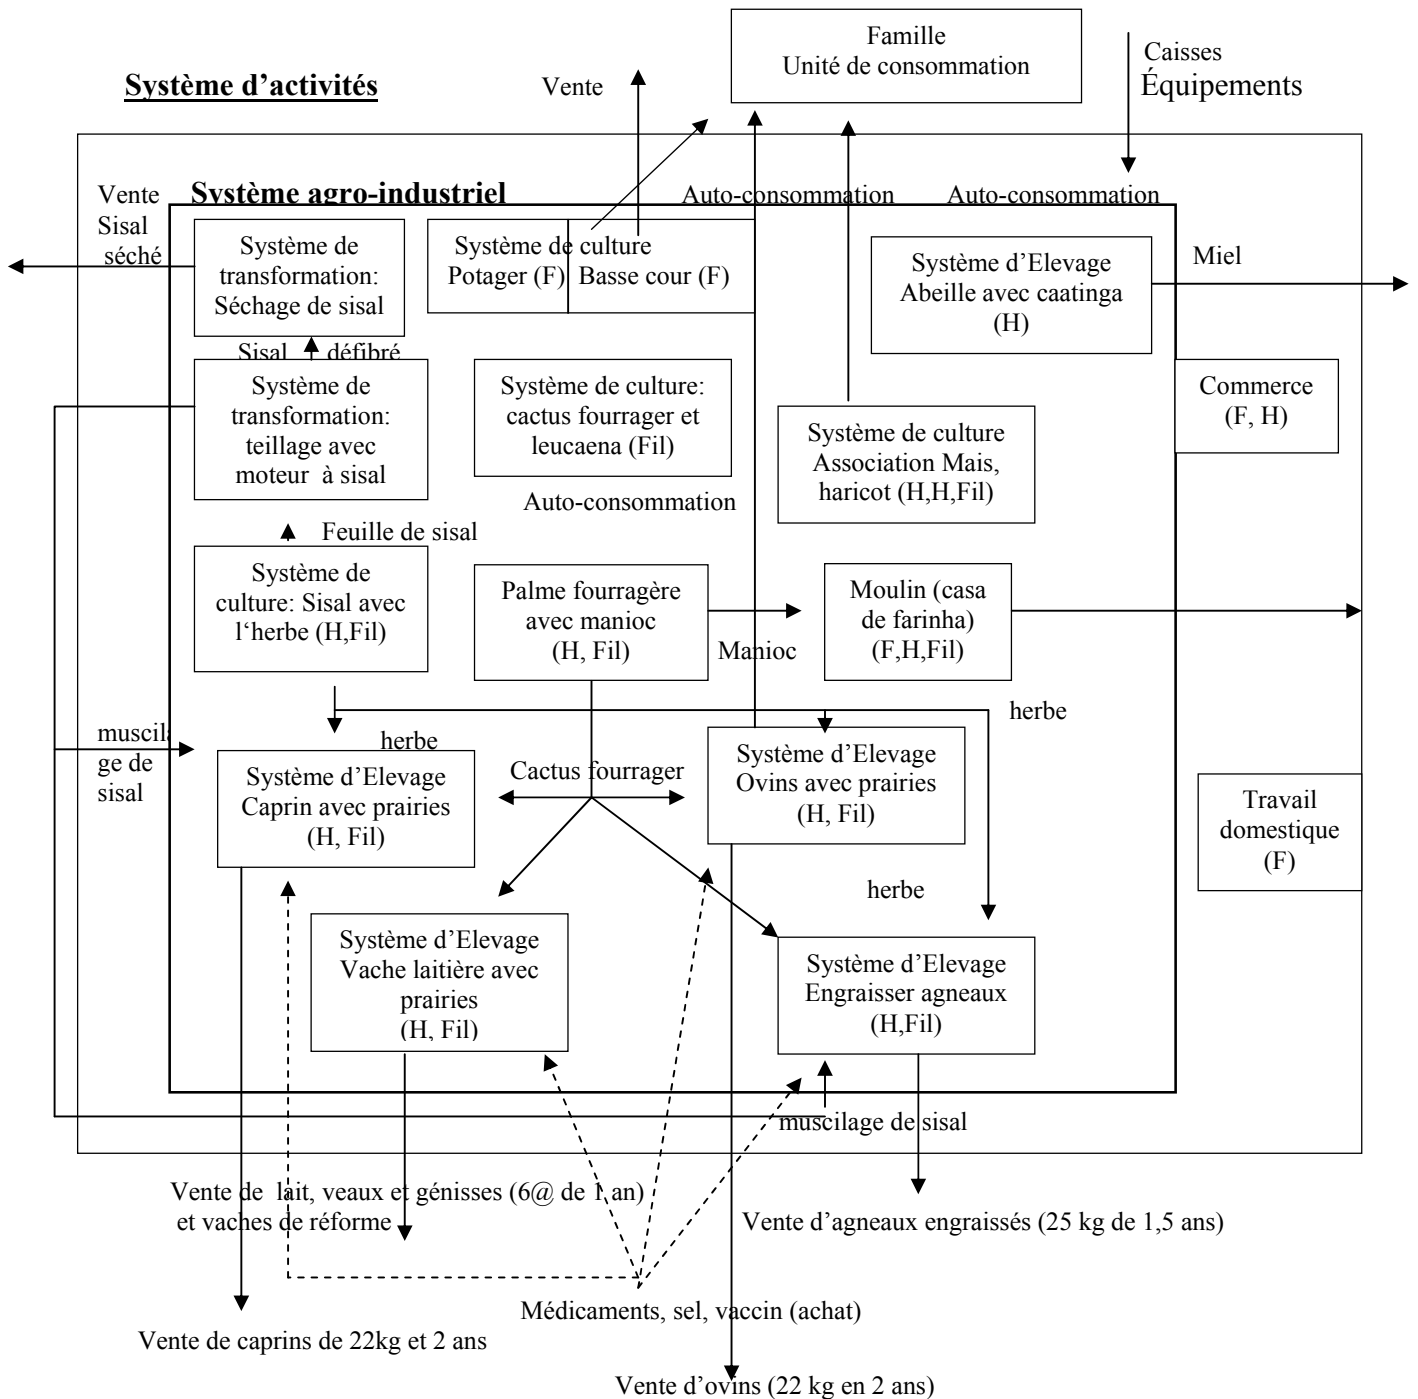 Famille
Unité de consommation
Caisses
Équipements
Système d’activités
Vente
Vente
Sisal
séché
Système agro-industriel
Auto-consommation
Auto-consommation
Système de
transformation:
Séchage de sisal
Système de culture
Potager (F)
Basse cour (F)
Système d’Elevage
Abeille avec caatinga
(H)
Miel
Sisal défibré
Système de
transformation:
teillage avec
moteur à sisal
Système de culture:
cactus fourrager et
leucaena (Fil)
Système de culture
Association Mais,
haricot (H,H,Fil)
Commerce
(F, H)
Auto-consommation
Feuille de sisal
Système de
culture: Sisal avec
l‘herbe (H,Fil)
Palme fourragère
avec manioc
(H, Fil)
Manioc
Moulin (casa
de farinha)
(F,H,Fil)
herbe
muscila
ge de
sisal
herbe
Système d’Elevage
Caprin avec prairies
(H, Fil)
Cactus fourrager
Système d’Elevage
Ovins avec prairies
(H, Fil)
Travail
domestique
(F)
herbe
Système d’Elevage
Vache laitière avec
prairies
(H, Fil)
Système d’Elevage
Engraisser agneaux
(H,Fil)
muscilage de sisal
Vente de lait, veaux et génisses (6@ de 1 an)
et vaches de réforme
Vente d’agneaux engraissés (25 kg de 1,5 ans)
Médicaments, sel, vaccin (achat)
Vente de caprins de 22kg et 2 ans
Vente d’ovins (22 kg en 2 ans)